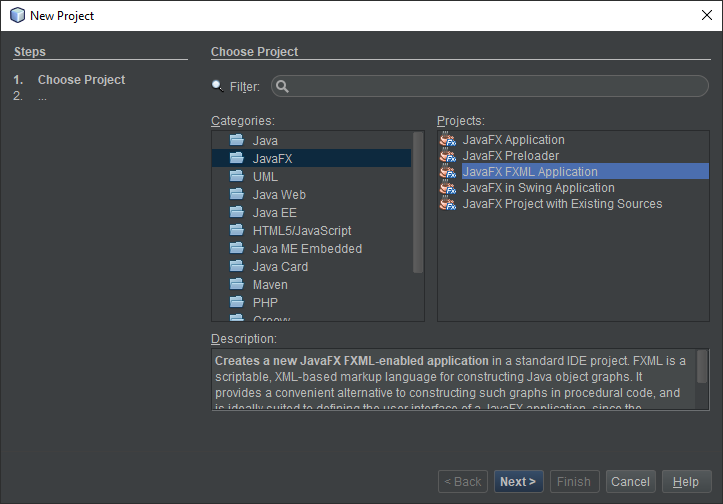 New Project
Steps
1. Choose Project
2. ...
Choose Project
Filter:
Categories:
Java
JavaFX
UML
Java Web
Java EE
HTML5/JavaScript
Java ME Embedded
Java Card
Maven
PHP
Groovy
Projects:
JavaFX Application
JavaFX Preloader
JavaFX FXML Application
JavaFX in Swing Application
JavaFX Project with Existing Sources
Description:
Creates a new JavaFX FXML-enabled application in a standard IDE project. FXML is a
scriptable, XML-based markup language for constructing Java object graphs. It
provides a convenient alternative to constructing such graphs in procedural code, and
is ideally suited to defining the user interface of a JavaFX application, since the
< Back
Next >
Finish
Cancel
Help